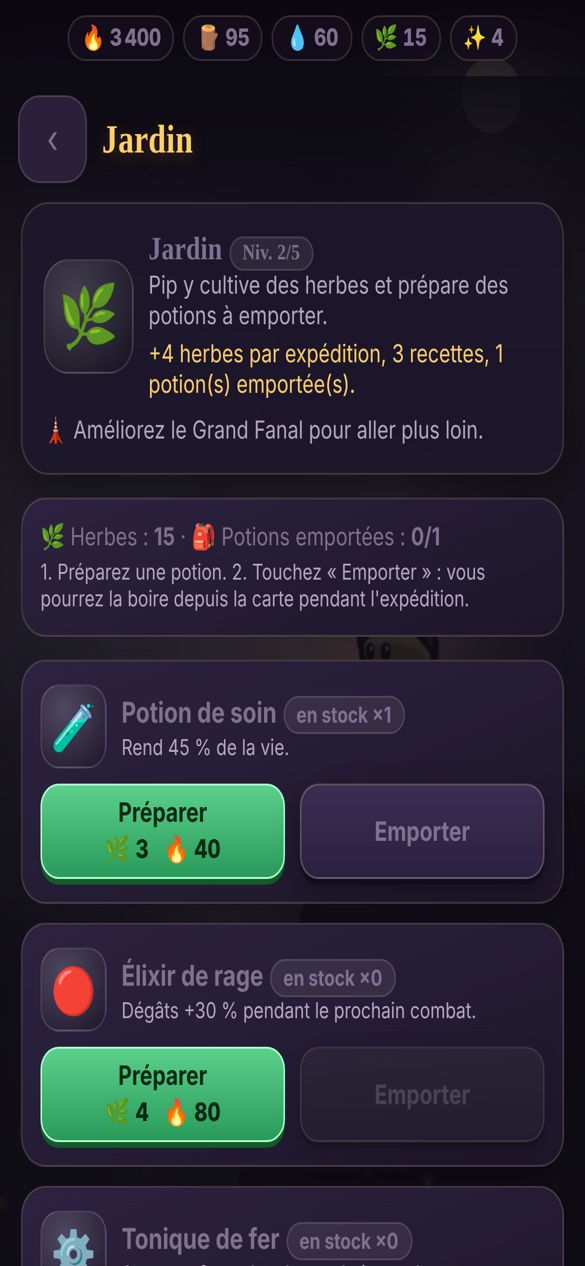 🔥 3 400 🪵 95 💧 60 🌿 15 ✨ 4
‹ Jardin
Jardin Niv. 2/5
Pip y cultive des herbes et prépare des
potions à emporter.
+4 herbes par expédition, 3 recettes, 1
potion(s) emportée(s).
🗼 Améliorez le Grand Fanal pour aller plus loin.
🌿 Herbes : 15 · 🎒 Potions emportées : 0/1
1. Préparez une potion. 2. Touchez « Emporter » : vous
pourrez la boire depuis la carte pendant l'expédition.
Potion de soin en stock ×1
Rend 45 % de la vie.
Préparer
🌿 3 🔥 40
Emporter
Élixir de rage en stock ×0
Dégâts +30 % pendant le prochain combat.
Préparer
🌿 4 🔥 80
Emporter
Tonique de fer en stock ×0